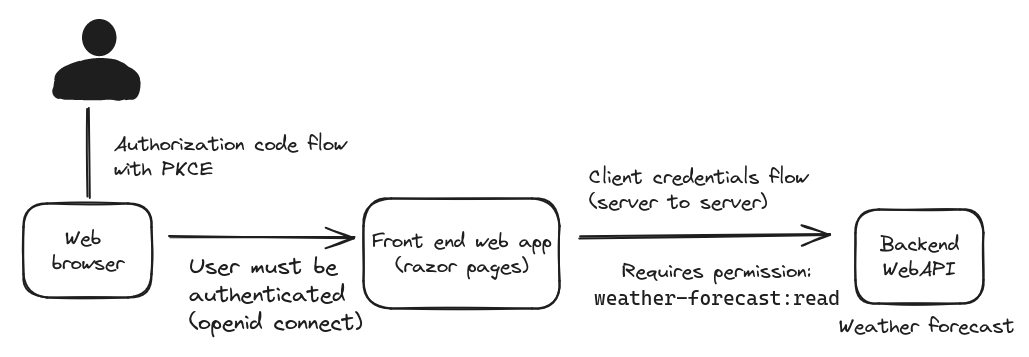 Authorization code flow
with PKCE
Web
browser
User must be
authenticated
(openid connect)
Front end web app
(razor pages)
Client credentials flow
(server to server)
Requires permission:
weather-forecast:read
Backend
WebAPI
Weather forecast